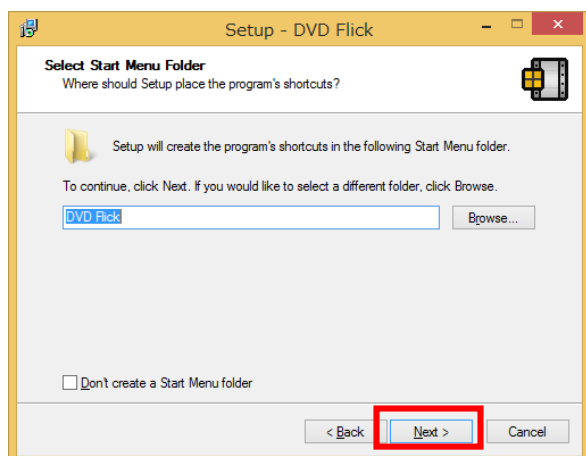 Setup - DVD Flick
Select Start Menu Folder
Where should Setup place the program's shortcuts?
Setup will create the program's shortcuts in the following Start Menu folder.
To continue, click Next. If you would like to select a different folder, click Browse.
DVD Flick
Browse...
Don't create a Start Menu folder
< Back
Next >
Cancel